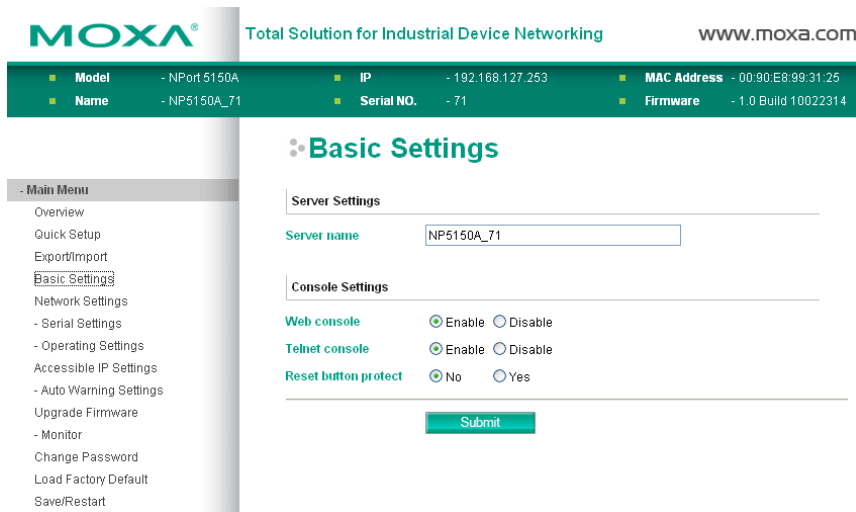 MOXA®
Total Solution for Industrial Device Networking
www.moxa.com
Model - NPort 5150A IP - 192.168.127.253 MAC Address - 00:90:E8:99:31:25
Name - NP5150A_71 Serial NO. - 71 Firmware - 1.0 Build 10022314
- Main Menu
Overview
Quick Setup
Export/Import
Basic Settings
Network Settings
- Serial Settings
- Operating Settings
Accessible IP Settings
- Auto Warning Settings
Upgrade Firmware
- Monitor
Change Password
Load Factory Default
Save/Restart
Basic Settings
Server Settings
Server name NP5150A_71
Console Settings
Web console Enable Disable
Telnet console Enable Disable
Reset button protect No Yes
Submit